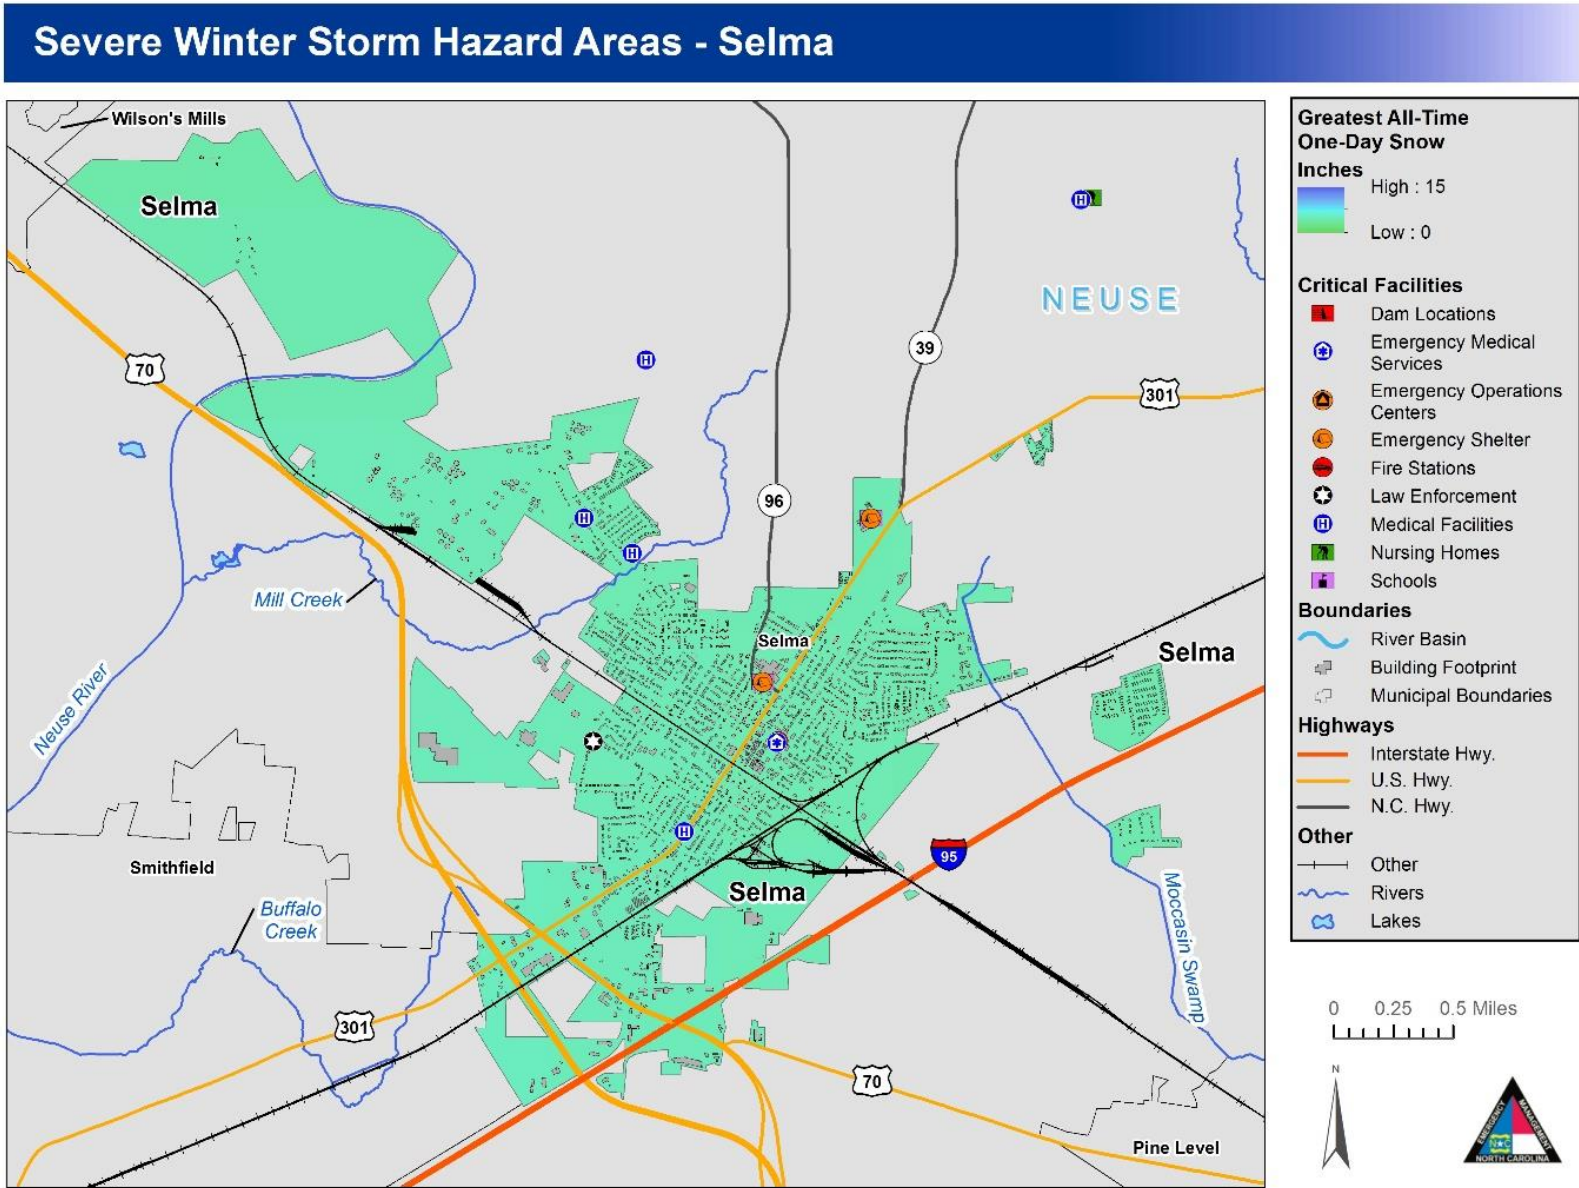 Severe Winter Storm Hazard Areas - Selma
Wilson's Mills
Selma
NEUSE
70
39
301
96
Mill Creek
Selma
Selma
Neuse River
Smithfield
95
Selma
Buffalo
Creek
Moccasin Swamp
301
70
Pine Level
Greatest All-Time
One-Day Snow
Inches
High : 15
Low : 0
Critical Facilities
Dam Locations
Emergency Medical
Services
Emergency Operations
Centers
Emergency Shelter
Fire Stations
Law Enforcement
H Medical Facilities
Nursing Homes
Schools
Boundaries
River Basin
Building Footprint
Municipal Boundaries
Highways
Interstate Hwy.
U.S. Hwy.
N.C. Hwy.
Other
Other
Rivers
Lakes
0 0.25 0.5 Miles
N
EMERGENCY MANAGEMENT
N C
NORTH CAROLINA